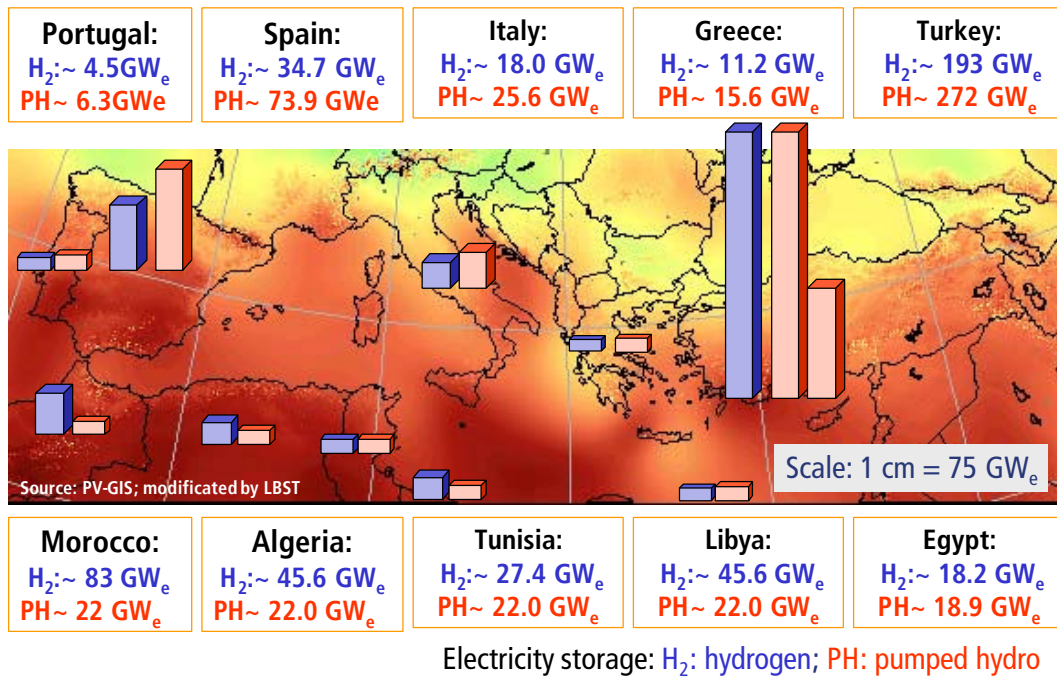 Portugal:
H₂:~ 4.5GWₑ
PH~ 6.3GWe
Spain:
H₂:~ 34.7 GWₑ
PH~ 73.9 GWe
Italy:
H₂:~ 18.0 GWₑ
PH~ 25.6 GWₑ
Greece:
H₂:~ 11.2 GWₑ
PH~ 15.6 GWₑ
Turkey:
H₂:~ 193 GWₑ
PH~ 272 GWₑ
Scale: 1 cm = 75 GWₑ
Source: PV-GIS; modificated by LBST
Morocco:
H₂:~ 83 GWₑ
PH~ 22 GWₑ
Algeria:
H₂:~ 45.6 GWₑ
PH~ 22.0 GWₑ
Tunisia:
H₂:~ 27.4 GWₑ
PH~ 22.0 GWₑ
Libya:
H₂:~ 45.6 GWₑ
PH~ 22.0 GWₑ
Egypt:
H₂:~ 18.2 GWₑ
PH~ 18.9 GWₑ
Electricity storage: H₂: hydrogen; PH: pumped hydro